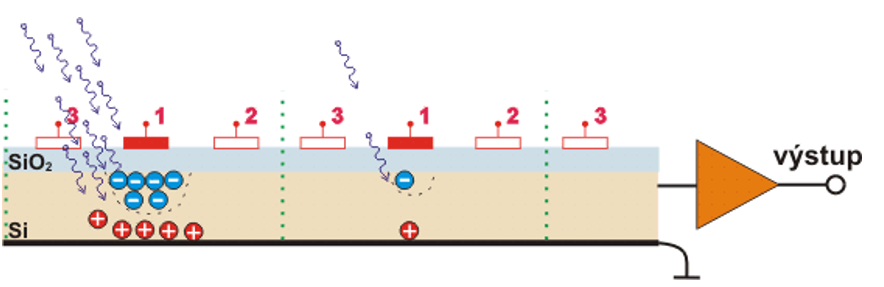 3 1 2 3 1 2 3
SiO₂
výstup
Si